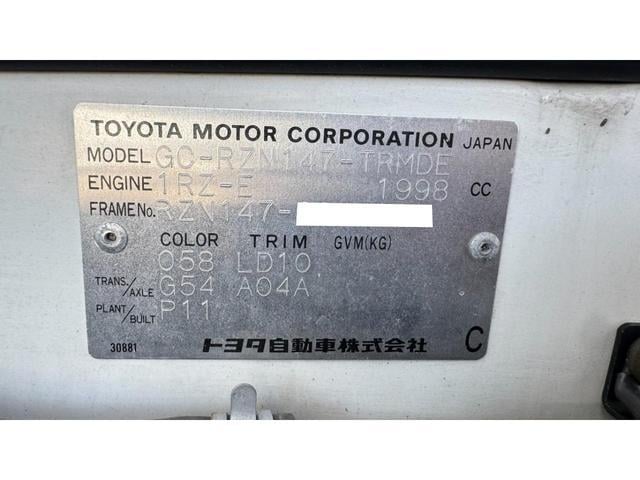 TOYOTA MOTOR CORPORATION JAPAN
MODEL GC-RZN147-TRMDE
ENGINE 1RZ-E 1998 CC
FRAME No. RZN147-
COLOR TRIM GVM(KG)
058 LD10
TRANS./AXLE G54 A04A
PLANT/BUILT P11
30881 トヨタ自動車株式会社 C